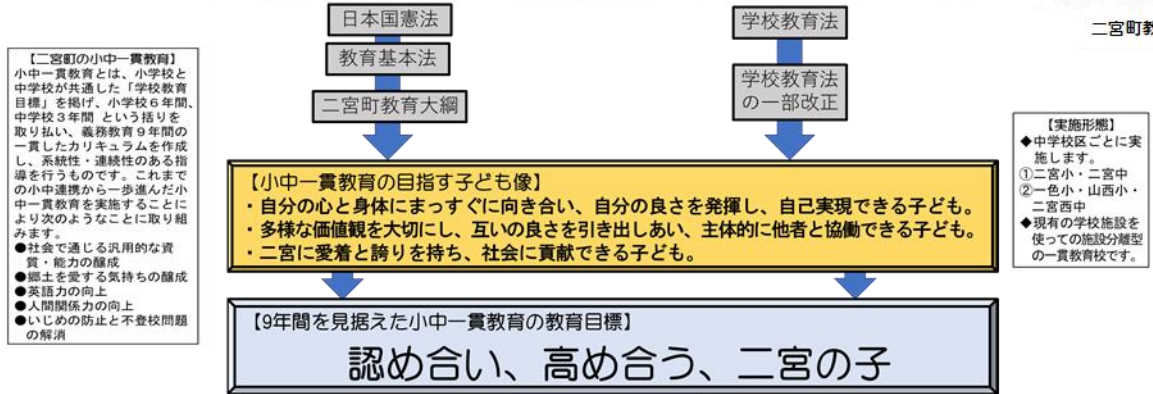 日本国憲法
教育基本法
二宮町教育大綱
学校教育法
学校教育法
の一部改正
二宮町教
【二宮町の小中一貫教育】
小中一貫教育とは、小学校と
中学校が共通した「学校教育
目標」を掲げ、小学校6年間、
中学校3年間 という括りを
取り払い、義務教育9年間の
一貫したカリキュラムを作成
し、系統性・連続性のある指
導を行うものです。これまで
の小中連携から一歩進んだ小
中一貫教育を実施することに
より次のようなことに取り組
みます。
●社会で通じる汎用的な資
質・能力の醸成
●郷土を愛する気持ちの醸成
●英語力の向上
●人間関係力の向上
●いじめの防止と不登校問題
の解消
【小中一貫教育の目指す子ども像】
・自分の心と身体にまっすぐに向き合い、自分の良さを発揮し、自己実現できる子ども。
・多様な価値観を大切にし、互いの良さを引き出しあい、主体的に他者と協働できる子ども。
・二宮に愛着と誇りを持ち、社会に貢献できる子ども。
【実施形態】
◆中学校区ごとに実
施します。
①二宮小・二宮中
②一色小・山西小・
二宮西中
◆現有の学校施設を
使っての施設分離型
の一貫教育校です。
【9年間を見据えた小中一貫教育の教育目標】
認め合い、高め合う、二宮の子